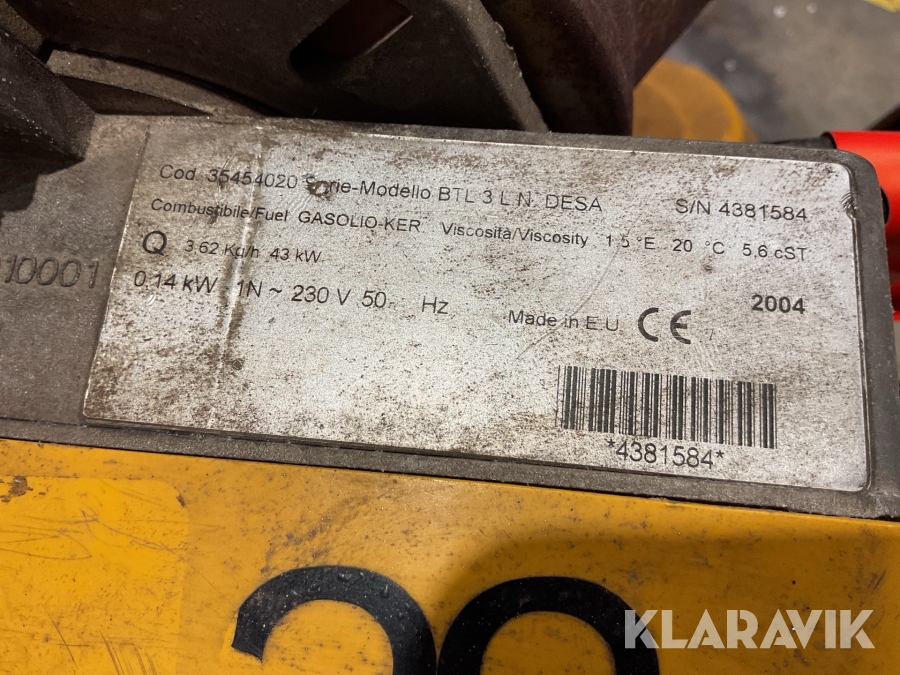 Cod. 35454020 Serie-Modello BTL 3 L.N. DESA S/N 4381584
Combustibile/Fuel GASOLIO-KER. Viscosità/Viscosity 1.5 °E 20 °C 5,6 cST
Q 3.62 Kg/h 43 kW
10001
0,14 kW 1N ~ 230 V 50 Hz
2004
Made in E.U CE
*4381584*
KLARAVIK